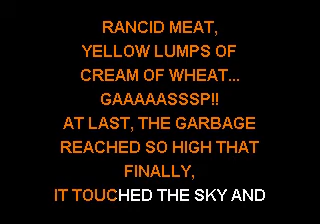 RANCID MEAT,
YELLOW LUMPS OF
CREAM OF WHEAT...
GAAAAASSSP!!
AT LAST, THE GARBAGE
REACHED SO HIGH THAT
FINALLY,
IT TOUCHED THE SKY AND